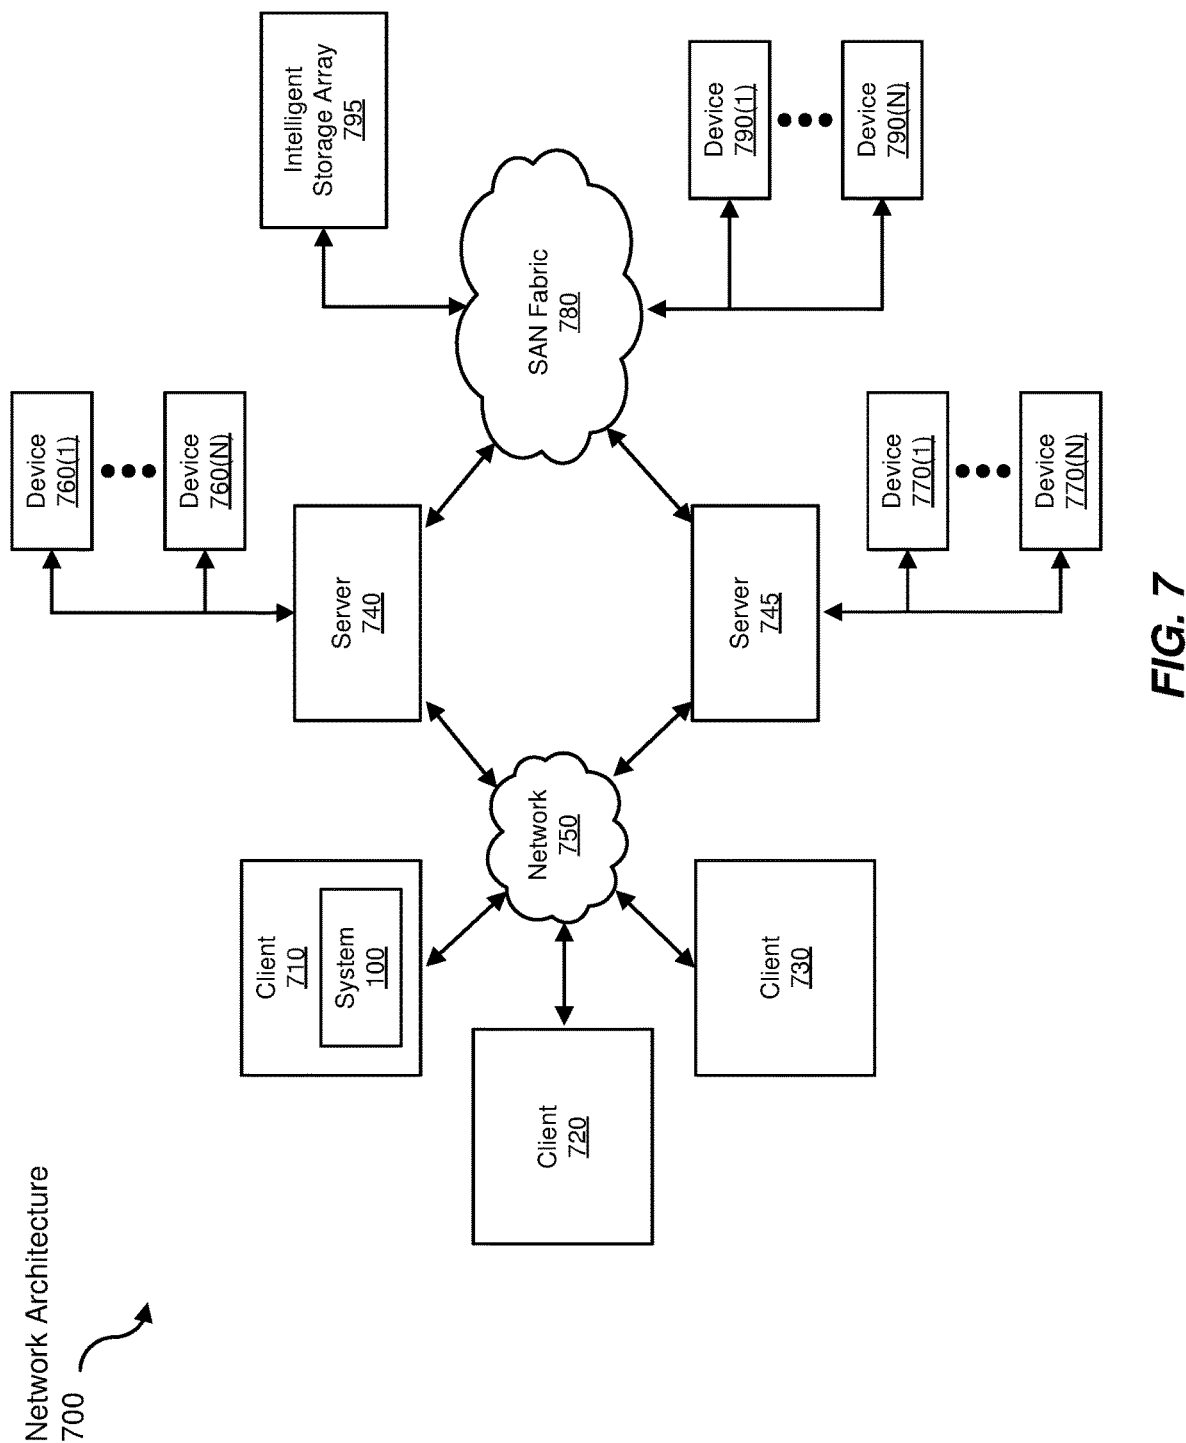 Network Architecture
700
Client
710
System
100
Client
720
Client
730
Network
750
Server
740
Server
745
Device
760(1)
Device
760(N)
Device
770(1)
Device
770(N)
SAN Fabric
780
Intelligent
Storage Array
795
Device
790(1)
Device
790(N)
FIG. 7